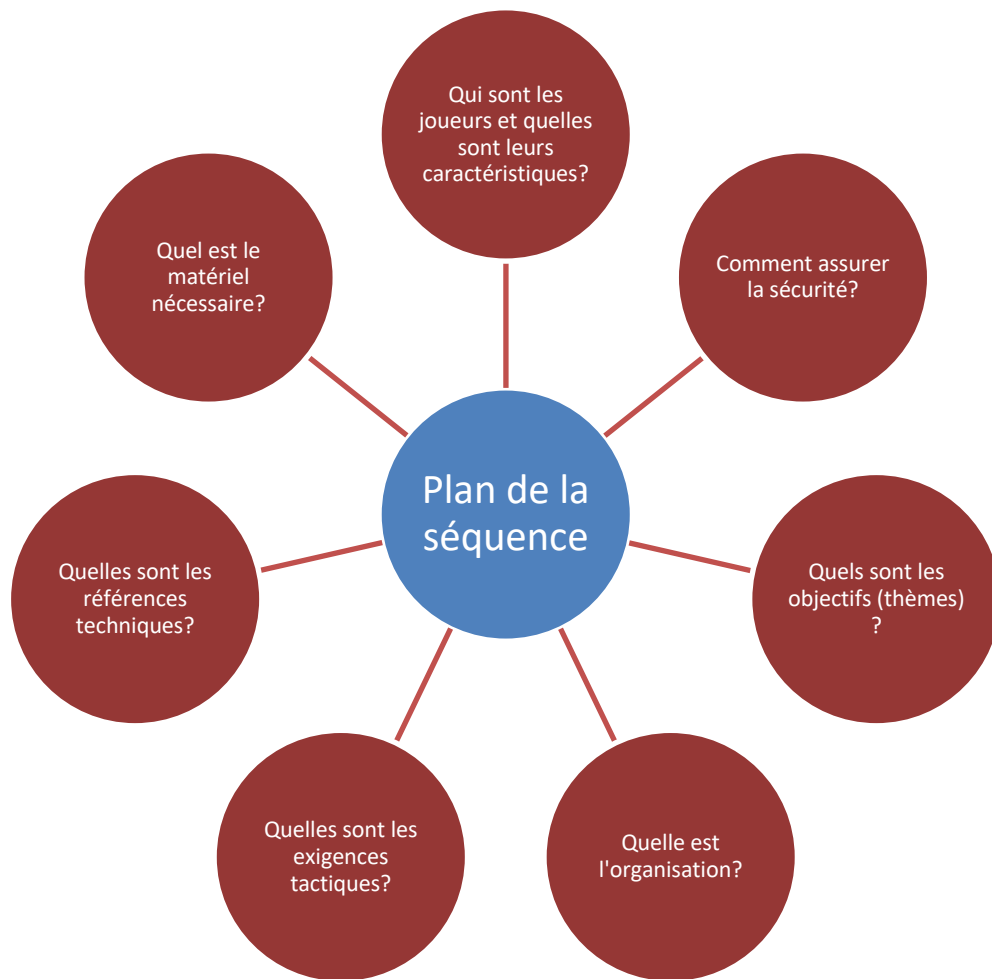 Qui sont les
joueurs et quelles
sont leurs
caractéristiques?
Comment assurer
la sécurité?
Quels sont les
objectifs (thèmes)
?
Quelle est
l'organisation?
Quelles sont les
exigences
tactiques?
Quelles sont les
références
techniques?
Quel est le
matériel
nécessaire?
Plan de la
séquence